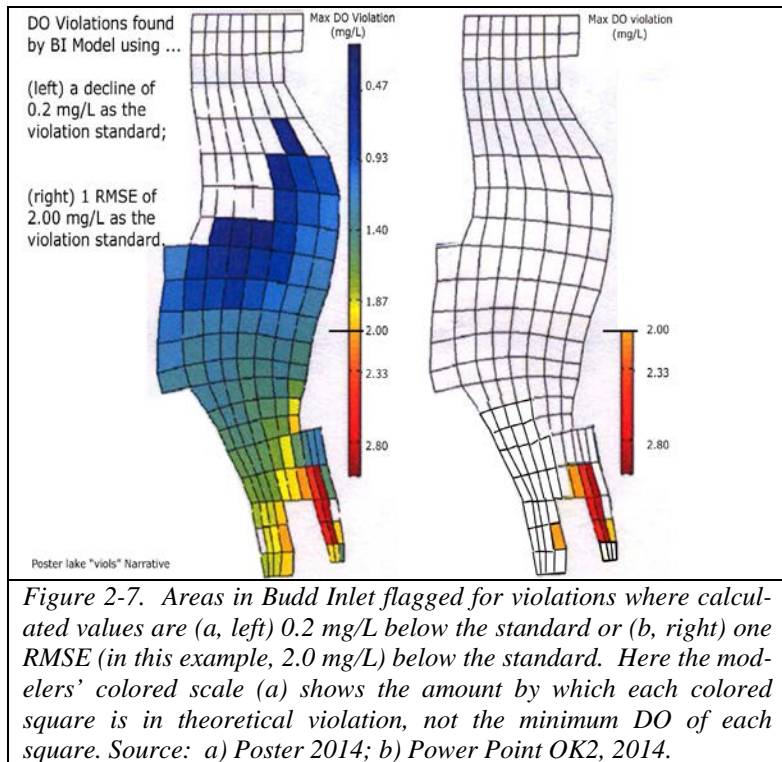 DO Violations found
by BI Model using ...
(left) a decline of
0.2 mg/L as the
violation standard;
(right) 1 RMSE of
2.00 mg/L as the
violation standard.
Max DO Violation
(mg/L)
0.47
0.93
1.40
1.87
2.00
2.33
2.80
Max DO violation
(mg/L)
2.00
2.33
2.80
Poster lake "viols" Narrative
Figure 2-7. Areas in Budd Inlet flagged for violations where calcul-
ated values are (a, left) 0.2 mg/L below the standard or (b, right) one
RMSE (in this example, 2.0 mg/L) below the standard. Here the mod-
elers' colored scale (a) shows the amount by which each colored
square is in theoretical violation, not the minimum DO of each
square. Source: a) Poster 2014; b) Power Point OK2, 2014.